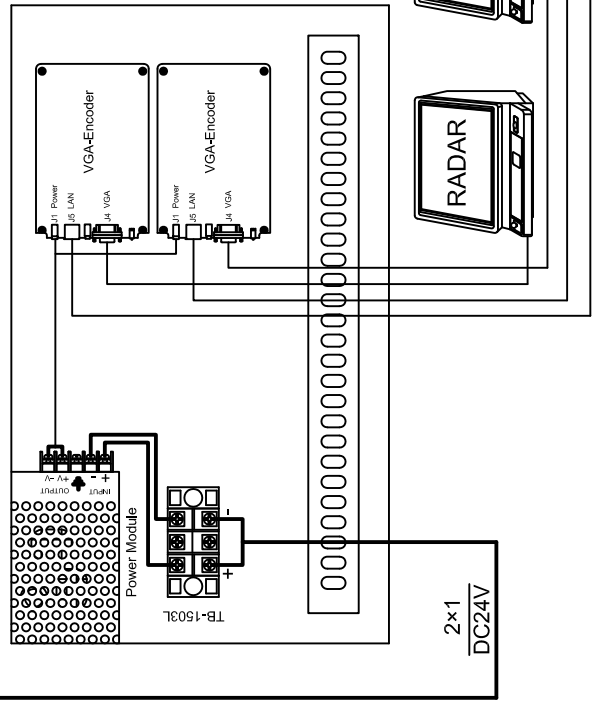 VGA-Encoder
J1 Power
J5 LAN
J4 VGA
VGA-Encoder
J1 Power
J5 LAN
J4 VGA
RADAR
-V +V
OUTPUT
- +
INPUT
Power Module
- +
TB-1503L
2×1
DC24V